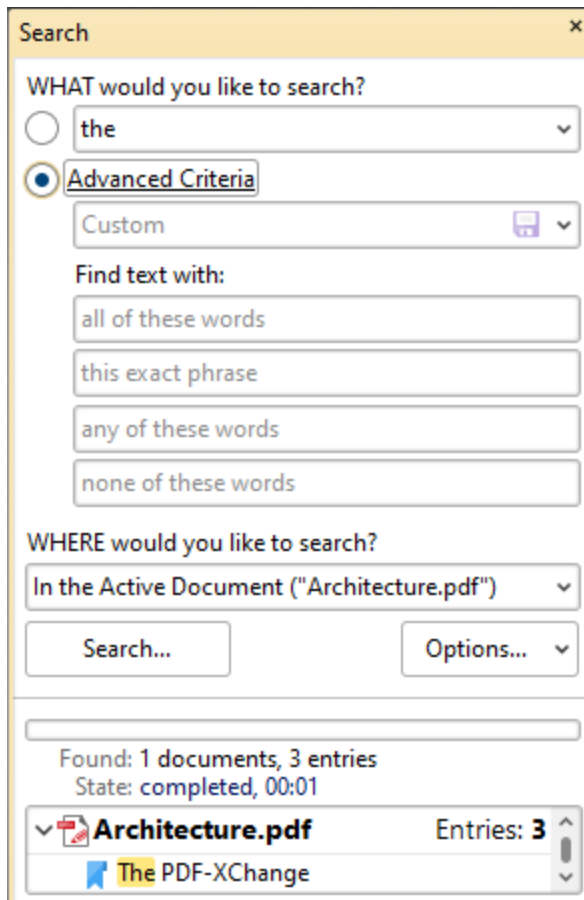 Search
WHAT would you like to search?
the
Advanced Criteria
Custom
Find text with:
all of these words
this exact phrase
any of these words
none of these words
WHERE would you like to search?
In the Active Document ("Architecture.pdf")
Search... Options...
Found: 1 documents, 3 entries
State: completed, 00:01
Architecture.pdf Entries: 3
The PDF-XChange